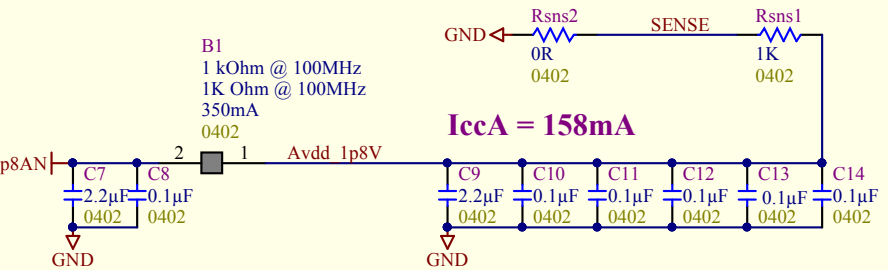 Rsns2
SENSE
Rsns1
GND
0R
0402
1K
0402
B1
1 kOhm @ 100MHz
1K Ohm @ 100MHz
350mA
0402
IccA = 158mA
p8AN
2
1
Avdd_1p8V
C7
2.2µF
0402
C8
0.1µF
0402
C9
2.2µF
0402
C10
0.1µF
0402
C11
0.1µF
0402
C12
0.1µF
0402
C13
0.1µF
0402
C14
0.1µF
0402
GND
GND